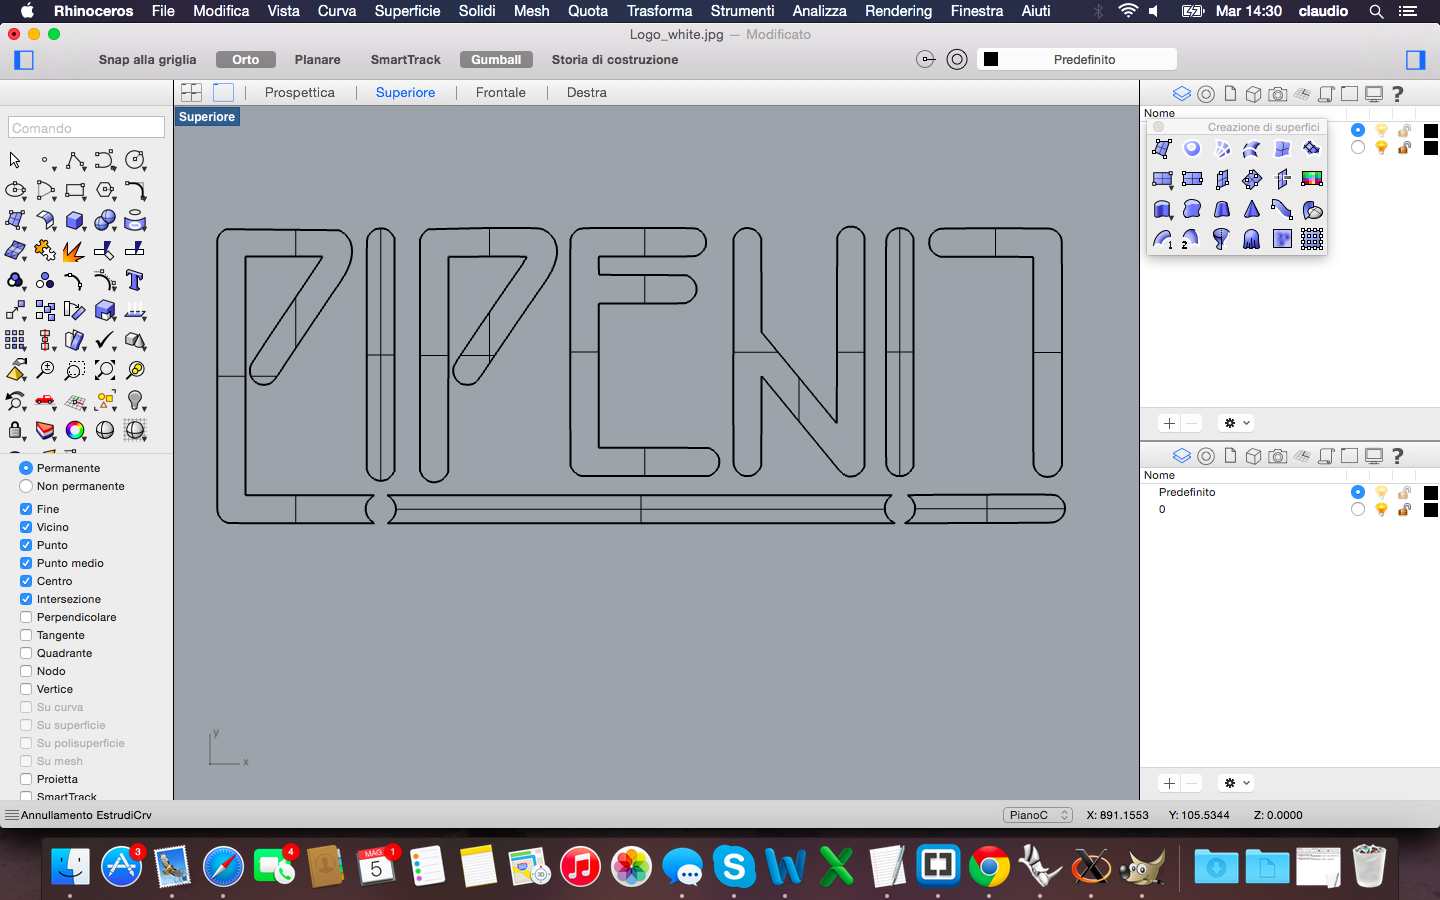 Rhinoceros File Modifica Vista Curva Superficie Solidi Mesh Quota Trasforma Strumenti Analizza Rendering Finestra Aiuti Mar 14:30 claudio
Logo_white.jpg — Modificato
Snap alla griglia Orto Planare SmartTrack Gumball Storia di costruzione Predefinito
Prospettica Superiore Frontale Destra
Superiore
Comando
Nome
Creazione di superfici
Permanente
Non permanente
Fine
Vicino
Punto
Punto medio
Centro
Intersezione
Perpendicolare
Tangente
Quadrante
Nodo
Vertice
Su curva
Su superficie
Su polisuperficie
Su mesh
Proietta
SmartTrack
y
x
Nome
Predefinito
0
Annullamento EstrudiCrv PianoC X: 891.1553 Y: 105.5344 Z: 0.0000
3 4 MAG 5 1